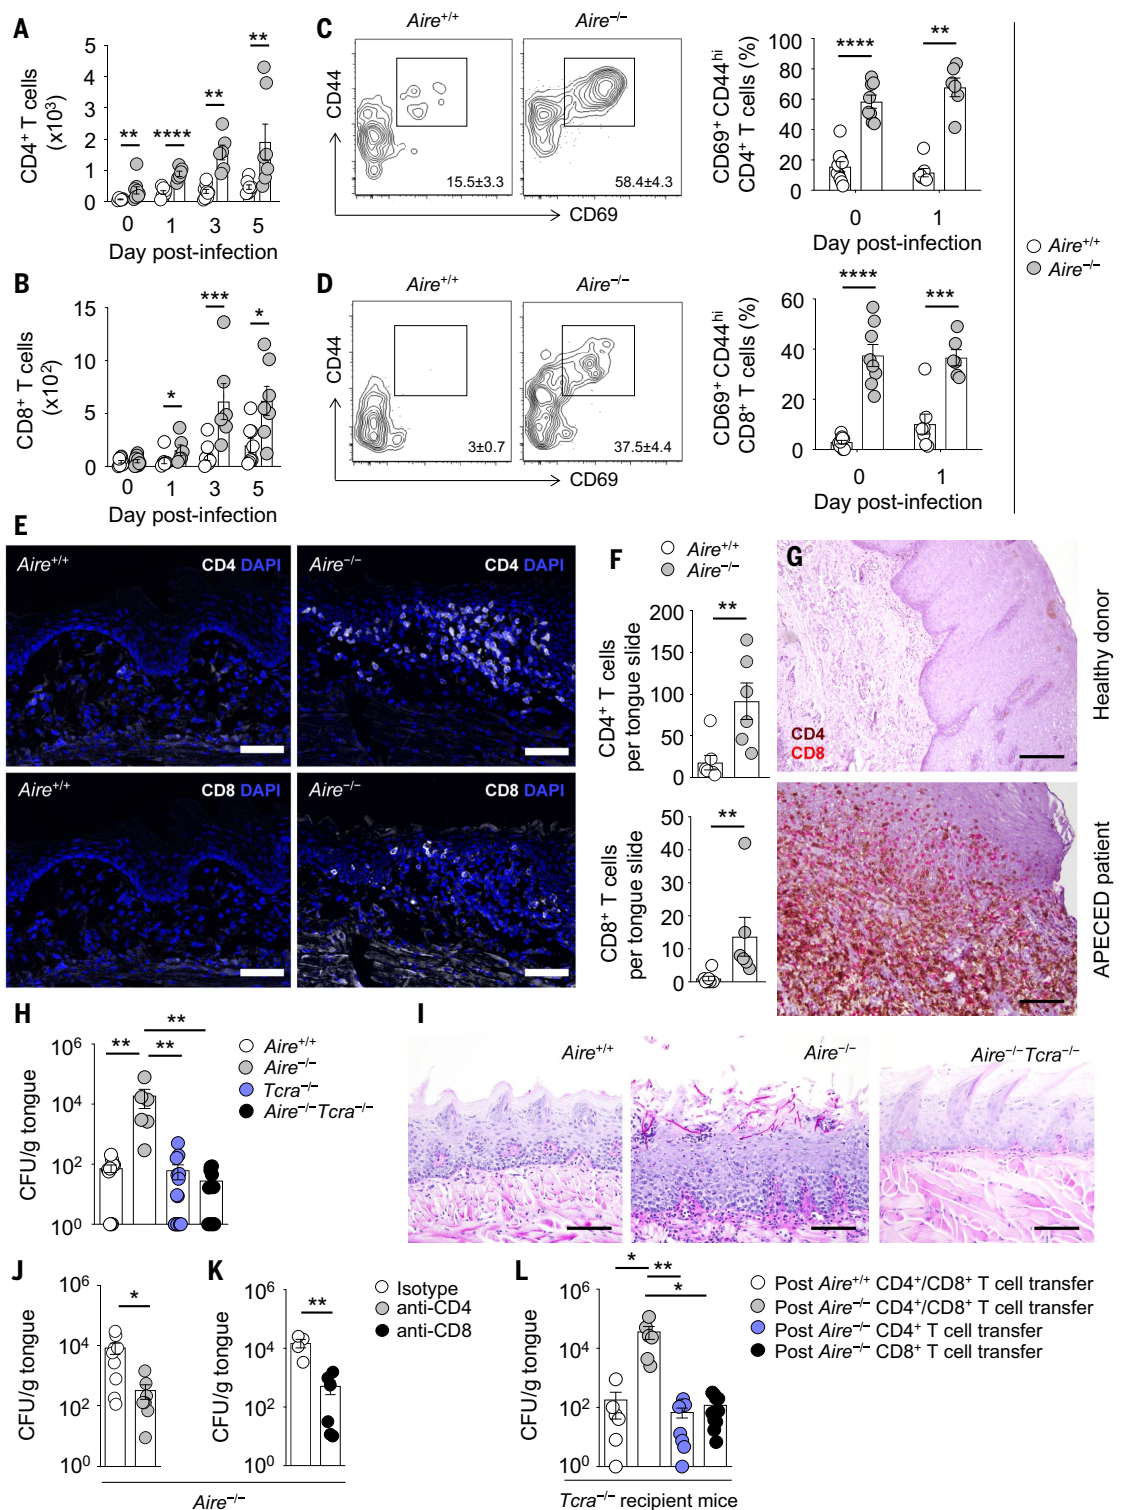 A
CD4⁺ T cells
(x10³)
5
4
3
2
1
0
** **** ** **
0 1 3 5
Day post-infection
B
CD8⁺ T cells
(x10²)
15
10
5
0
* *** *
0 1 3 5
Day post-infection
C
Aire⁺/⁺ Aire⁻/⁻
CD44
15.5±3.3 58.4±4.3
CD69
CD69⁺ CD44ʰⁱ
CD4⁺ T cells (%)
100
80
60
40
20
0
**** **
0 1
Day post-infection
D
Aire⁺/⁺ Aire⁻/⁻
CD44
3±0.7 37.5±4.4
CD69
CD69⁺ CD44ʰⁱ
CD8⁺ T cells (%)
60
40
20
0
**** ***
0 1
Day post-infection
Aire⁺/⁺
Aire⁻/⁻
E
Aire⁺/⁺ CD4 DAPI
Aire⁻/⁻ CD4 DAPI
Aire⁺/⁺ CD8 DAPI
Aire⁻/⁻ CD8 DAPI
F
Aire⁺/⁺
Aire⁻/⁻
CD4⁺ T cells
per tongue slide
200
150
100
50
0
**
CD8⁺ T cells
per tongue slide
50
40
30
20
10
0
**
G
CD4
CD8
Healthy donor
APECED patient
H
CFU/g tongue
10⁶
10⁴
10²
10⁰
** ** **
Aire⁺/⁺
Aire⁻/⁻
Tcra⁻/⁻
Aire⁻/⁻Tcra⁻/⁻
I
Aire⁺/⁺
Aire⁻/⁻
Aire⁻/⁻Tcra⁻/⁻
J
CFU/g tongue
10⁶
10⁴
10²
10⁰
*
K
CFU/g tongue
10⁶
10⁴
10²
10⁰
**
Isotype
anti-CD4
anti-CD8
Aire⁻/⁻
L
CFU/g tongue
10⁶
10⁴
10²
10⁰
* ** *
Tcra⁻/⁻ recipient mice
Post Aire⁺/⁺ CD4⁺/CD8⁺ T cell transfer
Post Aire⁻/⁻ CD4⁺/CD8⁺ T cell transfer
Post Aire⁻/⁻ CD4⁺ T cell transfer
Post Aire⁻/⁻ CD8⁺ T cell transfer